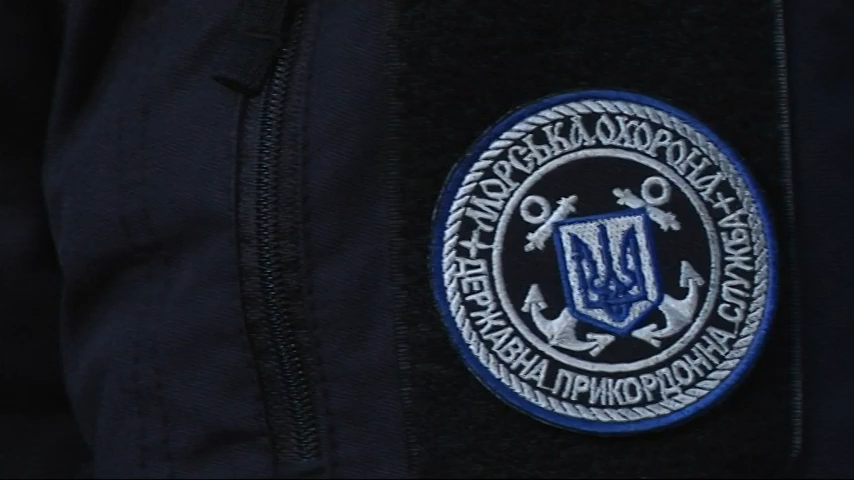 МОРСЬКА ОХОРОНА
ДЕРЖАВНА ПРИКОРДОННА СЛУЖБА